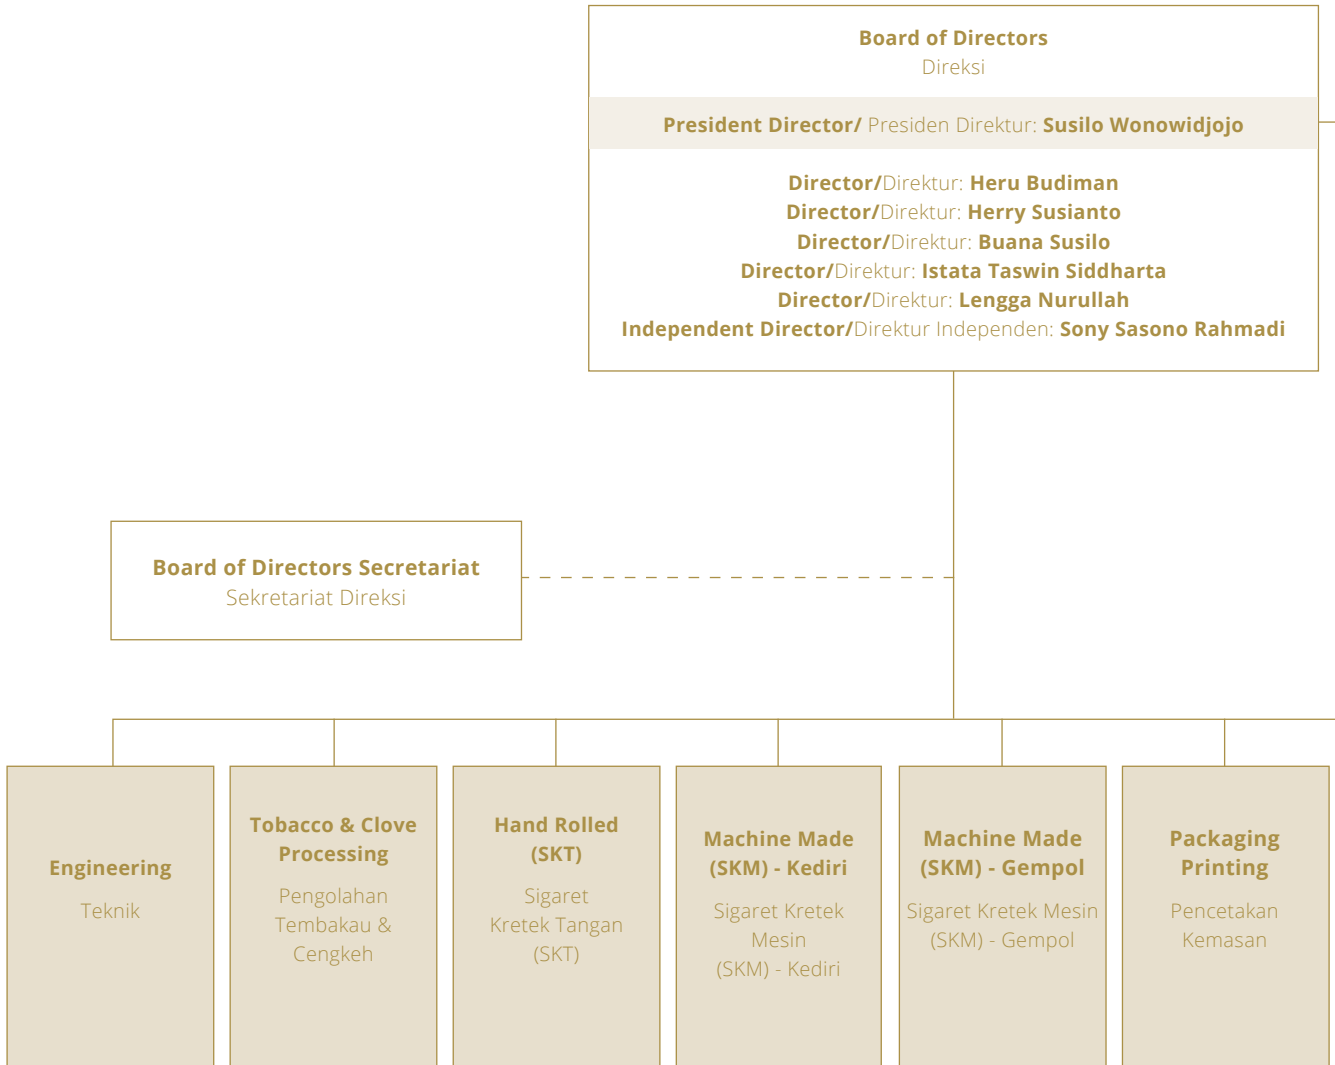 Board of Directors
Direksi
President Director/ Presiden Direktur: Susilo Wonowidjojo
Director/Direktur: Heru Budiman
Director/Direktur: Herry Susianto
Director/Direktur: Buana Susilo
Director/Direktur: Istata Taswin Siddharta
Director/Direktur: Lengga Nurullah
Independent Director/Direktur Independen: Sony Sasono Rahmadi
Board of Directors Secretariat
Sekretariat Direksi
Engineering
Teknik
Tobacco & Clove
Processing
Pengolahan
Tembakau &
Cengkeh
Hand Rolled
(SKT)
Sigaret
Kretek Tangan
(SKT)
Machine Made
(SKM) - Kediri
Sigaret Kretek
Mesin
(SKM) - Kediri
Machine Made
(SKM) - Gempol
Sigaret Kretek Mesin
(SKM) - Gempol
Packaging
Printing
Pencetakan
Kemasan